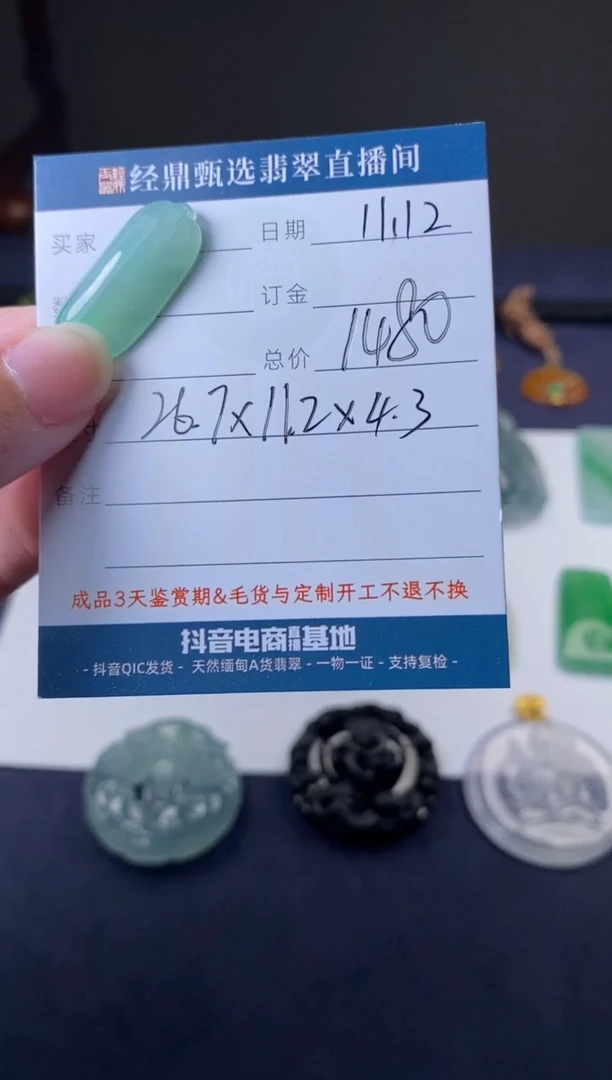 经鼎甄选翡翠直播间
买家 日期 11.12
订金
总价 1480
寸 26.7x11.2x4.3
备注
成品3天鉴赏期&毛货与定制开工不退不换
抖音电商直播基地
- 抖音QIC发货 - 天然缅甸A货翡翠 - 一物一证 - 支持复检 -